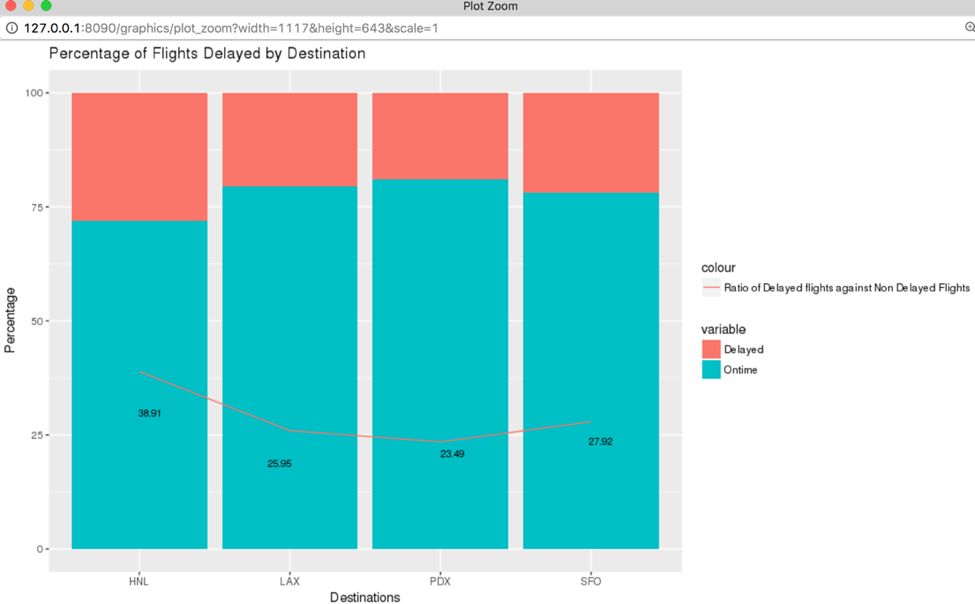 Plot Zoom
127.0.0.1:8090/graphics/plot_zoom?width=1117&height=643&scale=1
Percentage of Flights Delayed by Destination
100
75
50
25
0
Percentage
38.91
25.95
23.49
27.92
HNL LAX PDX SFO
Destinations
colour
Ratio of Delayed flights against Non Delayed Flights
variable
Delayed
Ontime